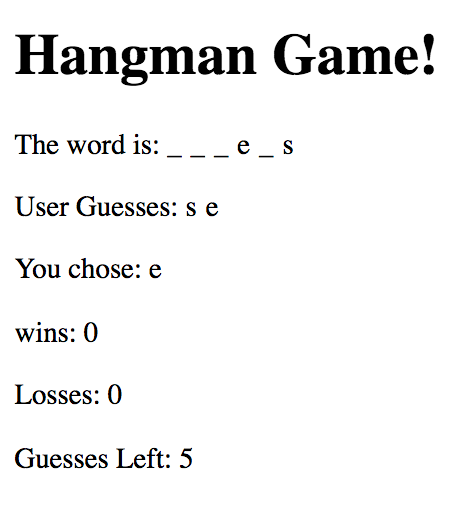 Hangman Game!
The word is: _ _ _ e _ s
User Guesses: s e
You chose: e
wins: 0
Losses: 0
Guesses Left: 5